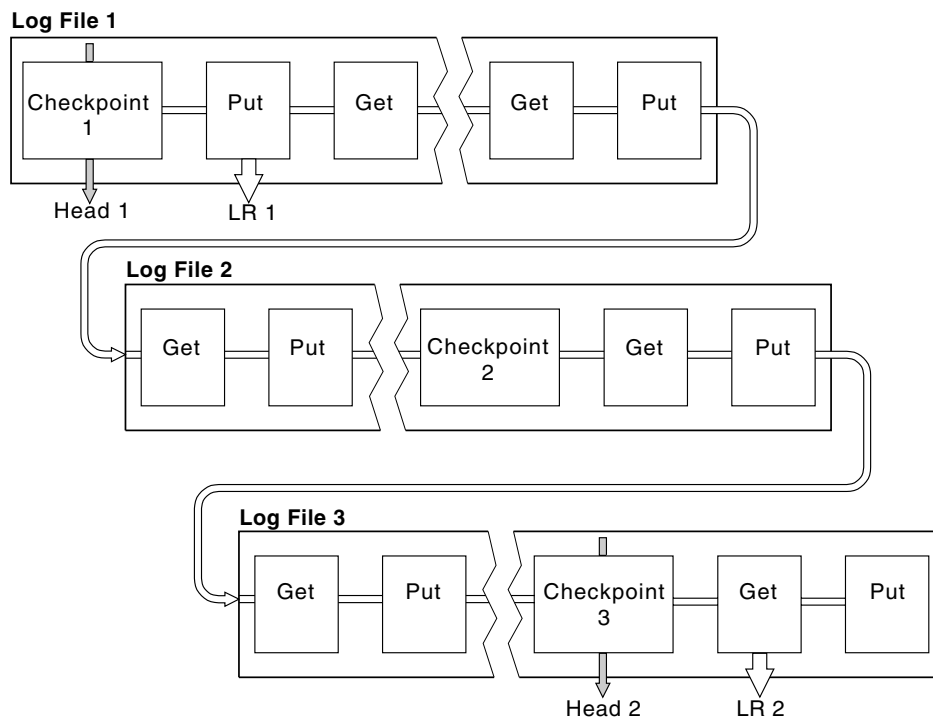 Log File 1
Checkpoint
1
Put
Get
Get
Put
Head 1
LR 1
Log File 2
Get
Put
Checkpoint
2
Get
Put
Log File 3
Get
Put
Checkpoint
3
Get
Put
Head 2
LR 2